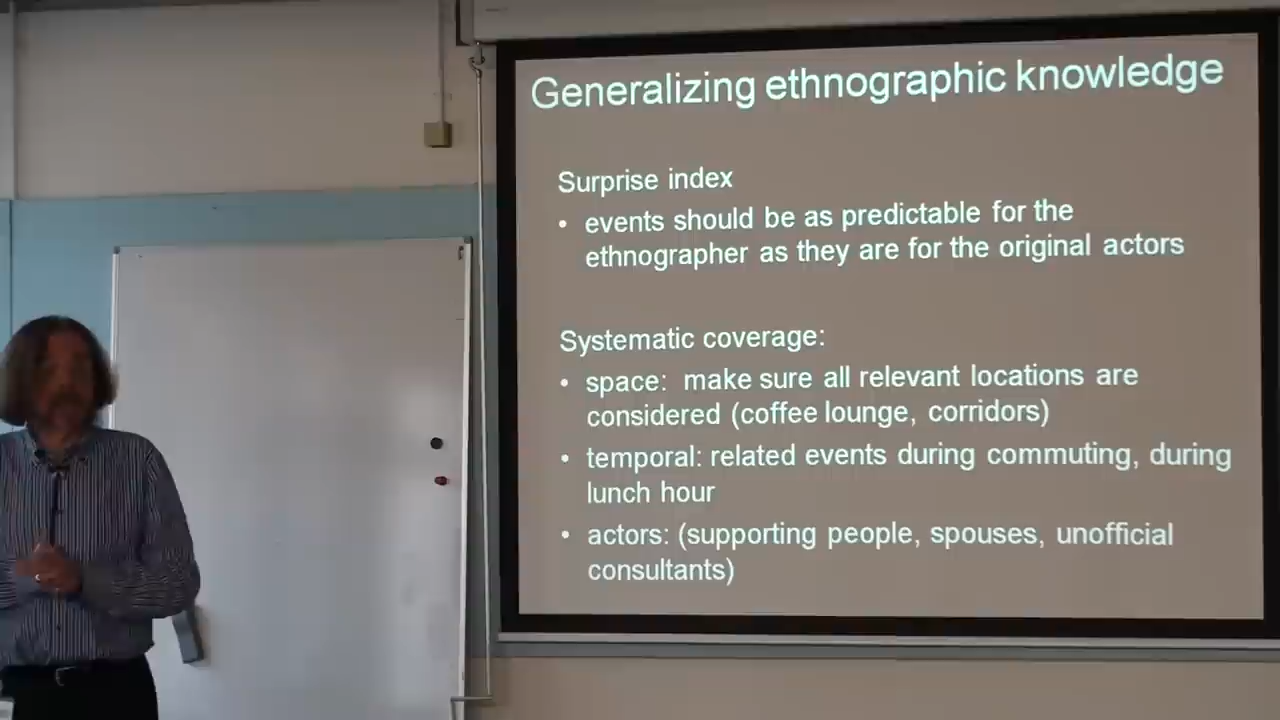 Generalizing ethnographic knowledge
Surprise index
• events should be as predictable for the
ethnographer as they are for the original actors
Systematic coverage:
• space: make sure all relevant locations are
considered (coffee lounge, corridors)
• temporal: related events during commuting, during
lunch hour
• actors: (supporting people, spouses, unofficial
consultants)